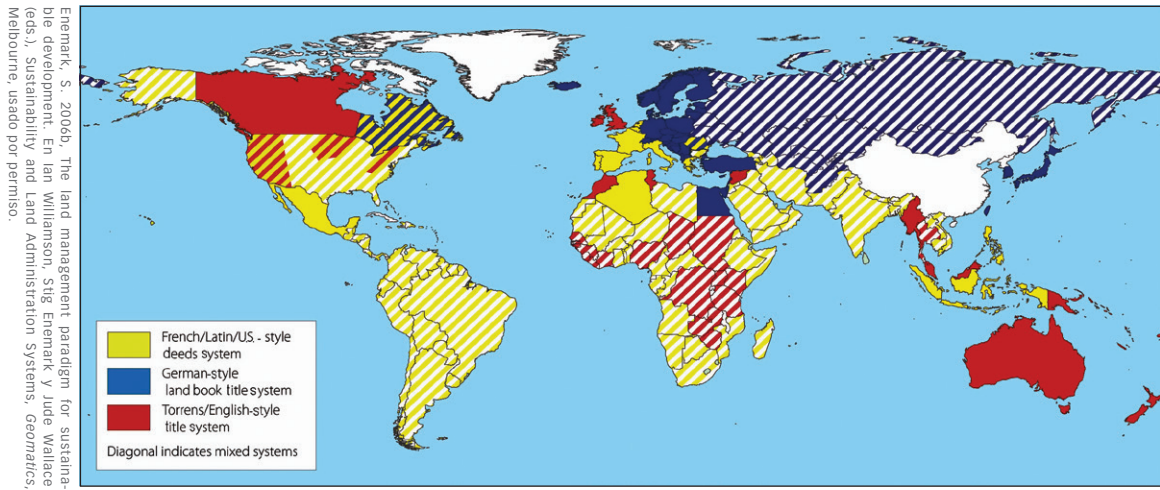 Enemark, S. 2006b, The land management paradigm for sustaina-
ble development. En Ian Williamson, Stig Enemark y Jude Wallace
(eds.), Sustainability and Land Administration Systems, Geomatics,
Melbourne, usado por permiso.
French/Latin/US.- style
deeds system
German-style
land book title system
Torrens/English-style
title system
Diagonal indicates mixed systems